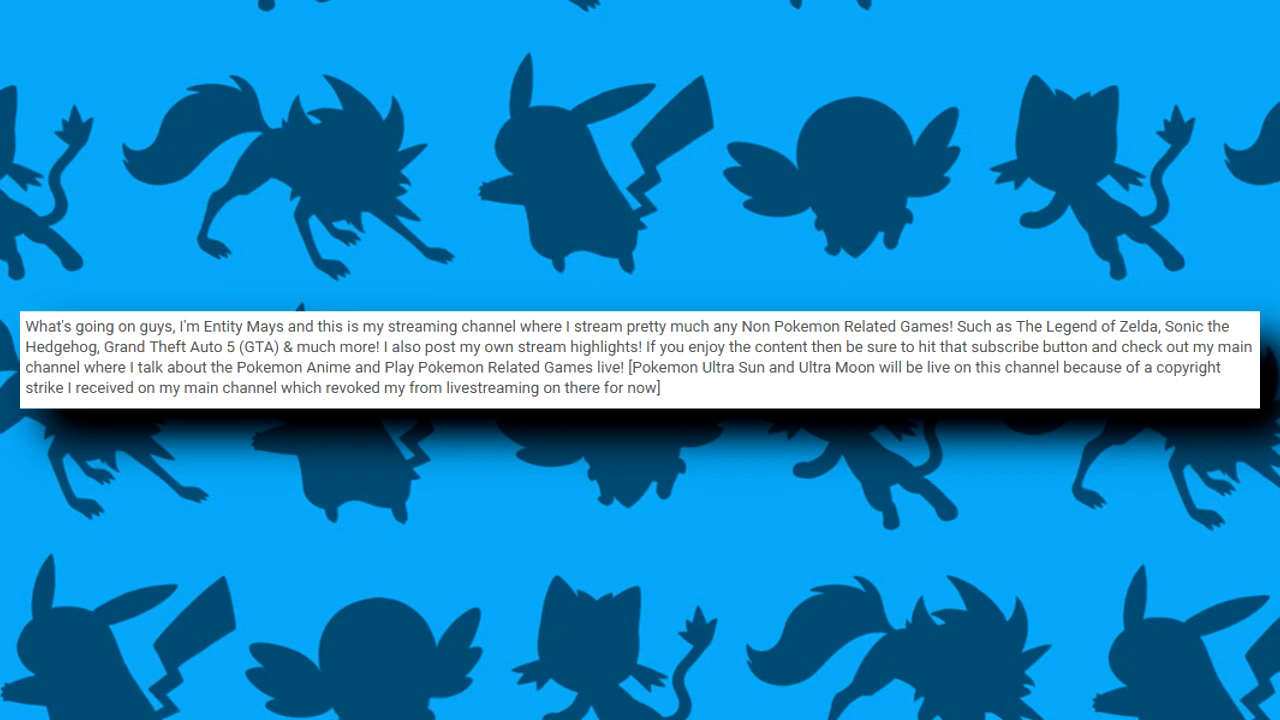 What's going on guys, I'm Entity Mays and this is my streaming channel where I stream pretty much any Non Pokemon Related Games! Such as The Legend of Zelda, Sonic the
Hedgehog, Grand Theft Auto 5 (GTA) & much more! I also post my own stream highlights! If you enjoy the content then be sure to hit that subscribe button and check out my main
channel where I talk about the Pokemon Anime and Play Pokemon Related Games live! [Pokemon Ultra Sun and Ultra Moon will be live on this channel because of a copyright
strike I received on my main channel which revoked my from livestreaming on there for now]